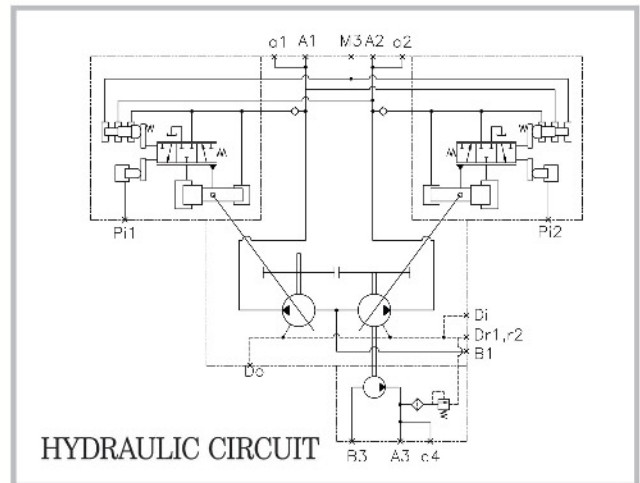 a1 A1 M3 A2 a2
Pi1
Pi2
Di
Dr1,r2
B1
Do
B3 A3 a4
HYDRAULIC CIRCUIT